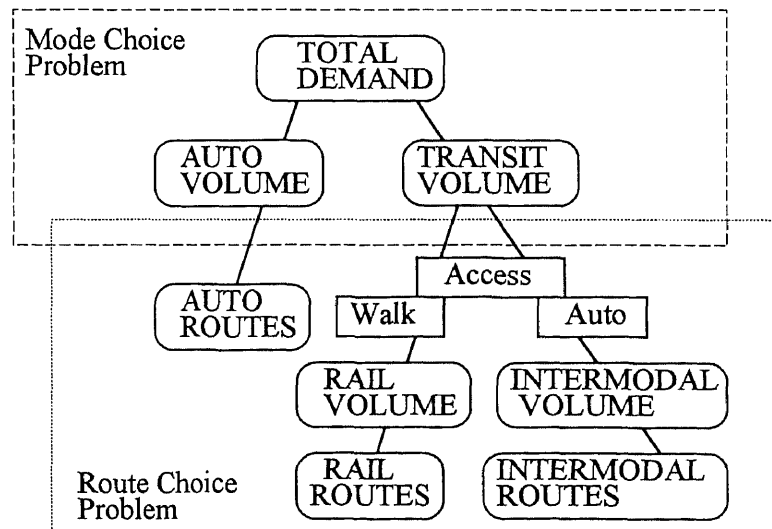 Mode Choice
Problem
TOTAL
DEMAND
AUTO
VOLUME
TRANSIT
VOLUME
Access
Walk
Auto
AUTO
ROUTES
RAIL
VOLUME
INTERMODAL
VOLUME
RAIL
ROUTES
INTERMODAL
ROUTES
Route Choice
Problem